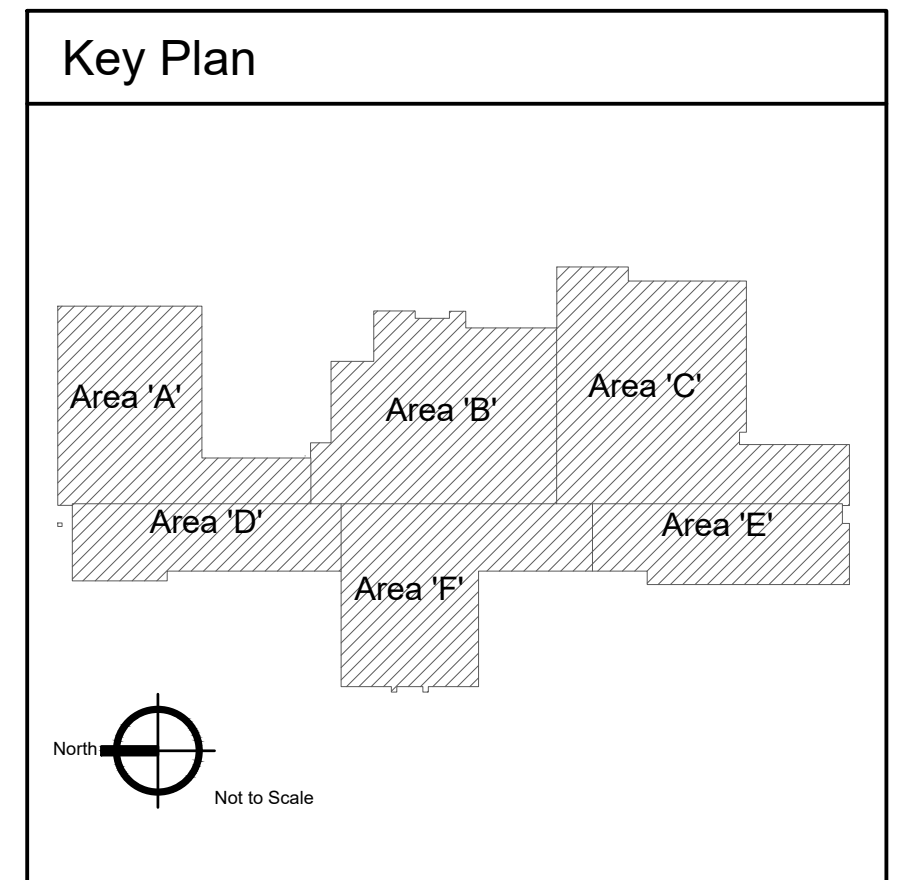 Key Plan
Area 'A'
Area 'B'
Area 'C'
Area 'D'
Area 'E'
Area 'F'
North
Not to Scale